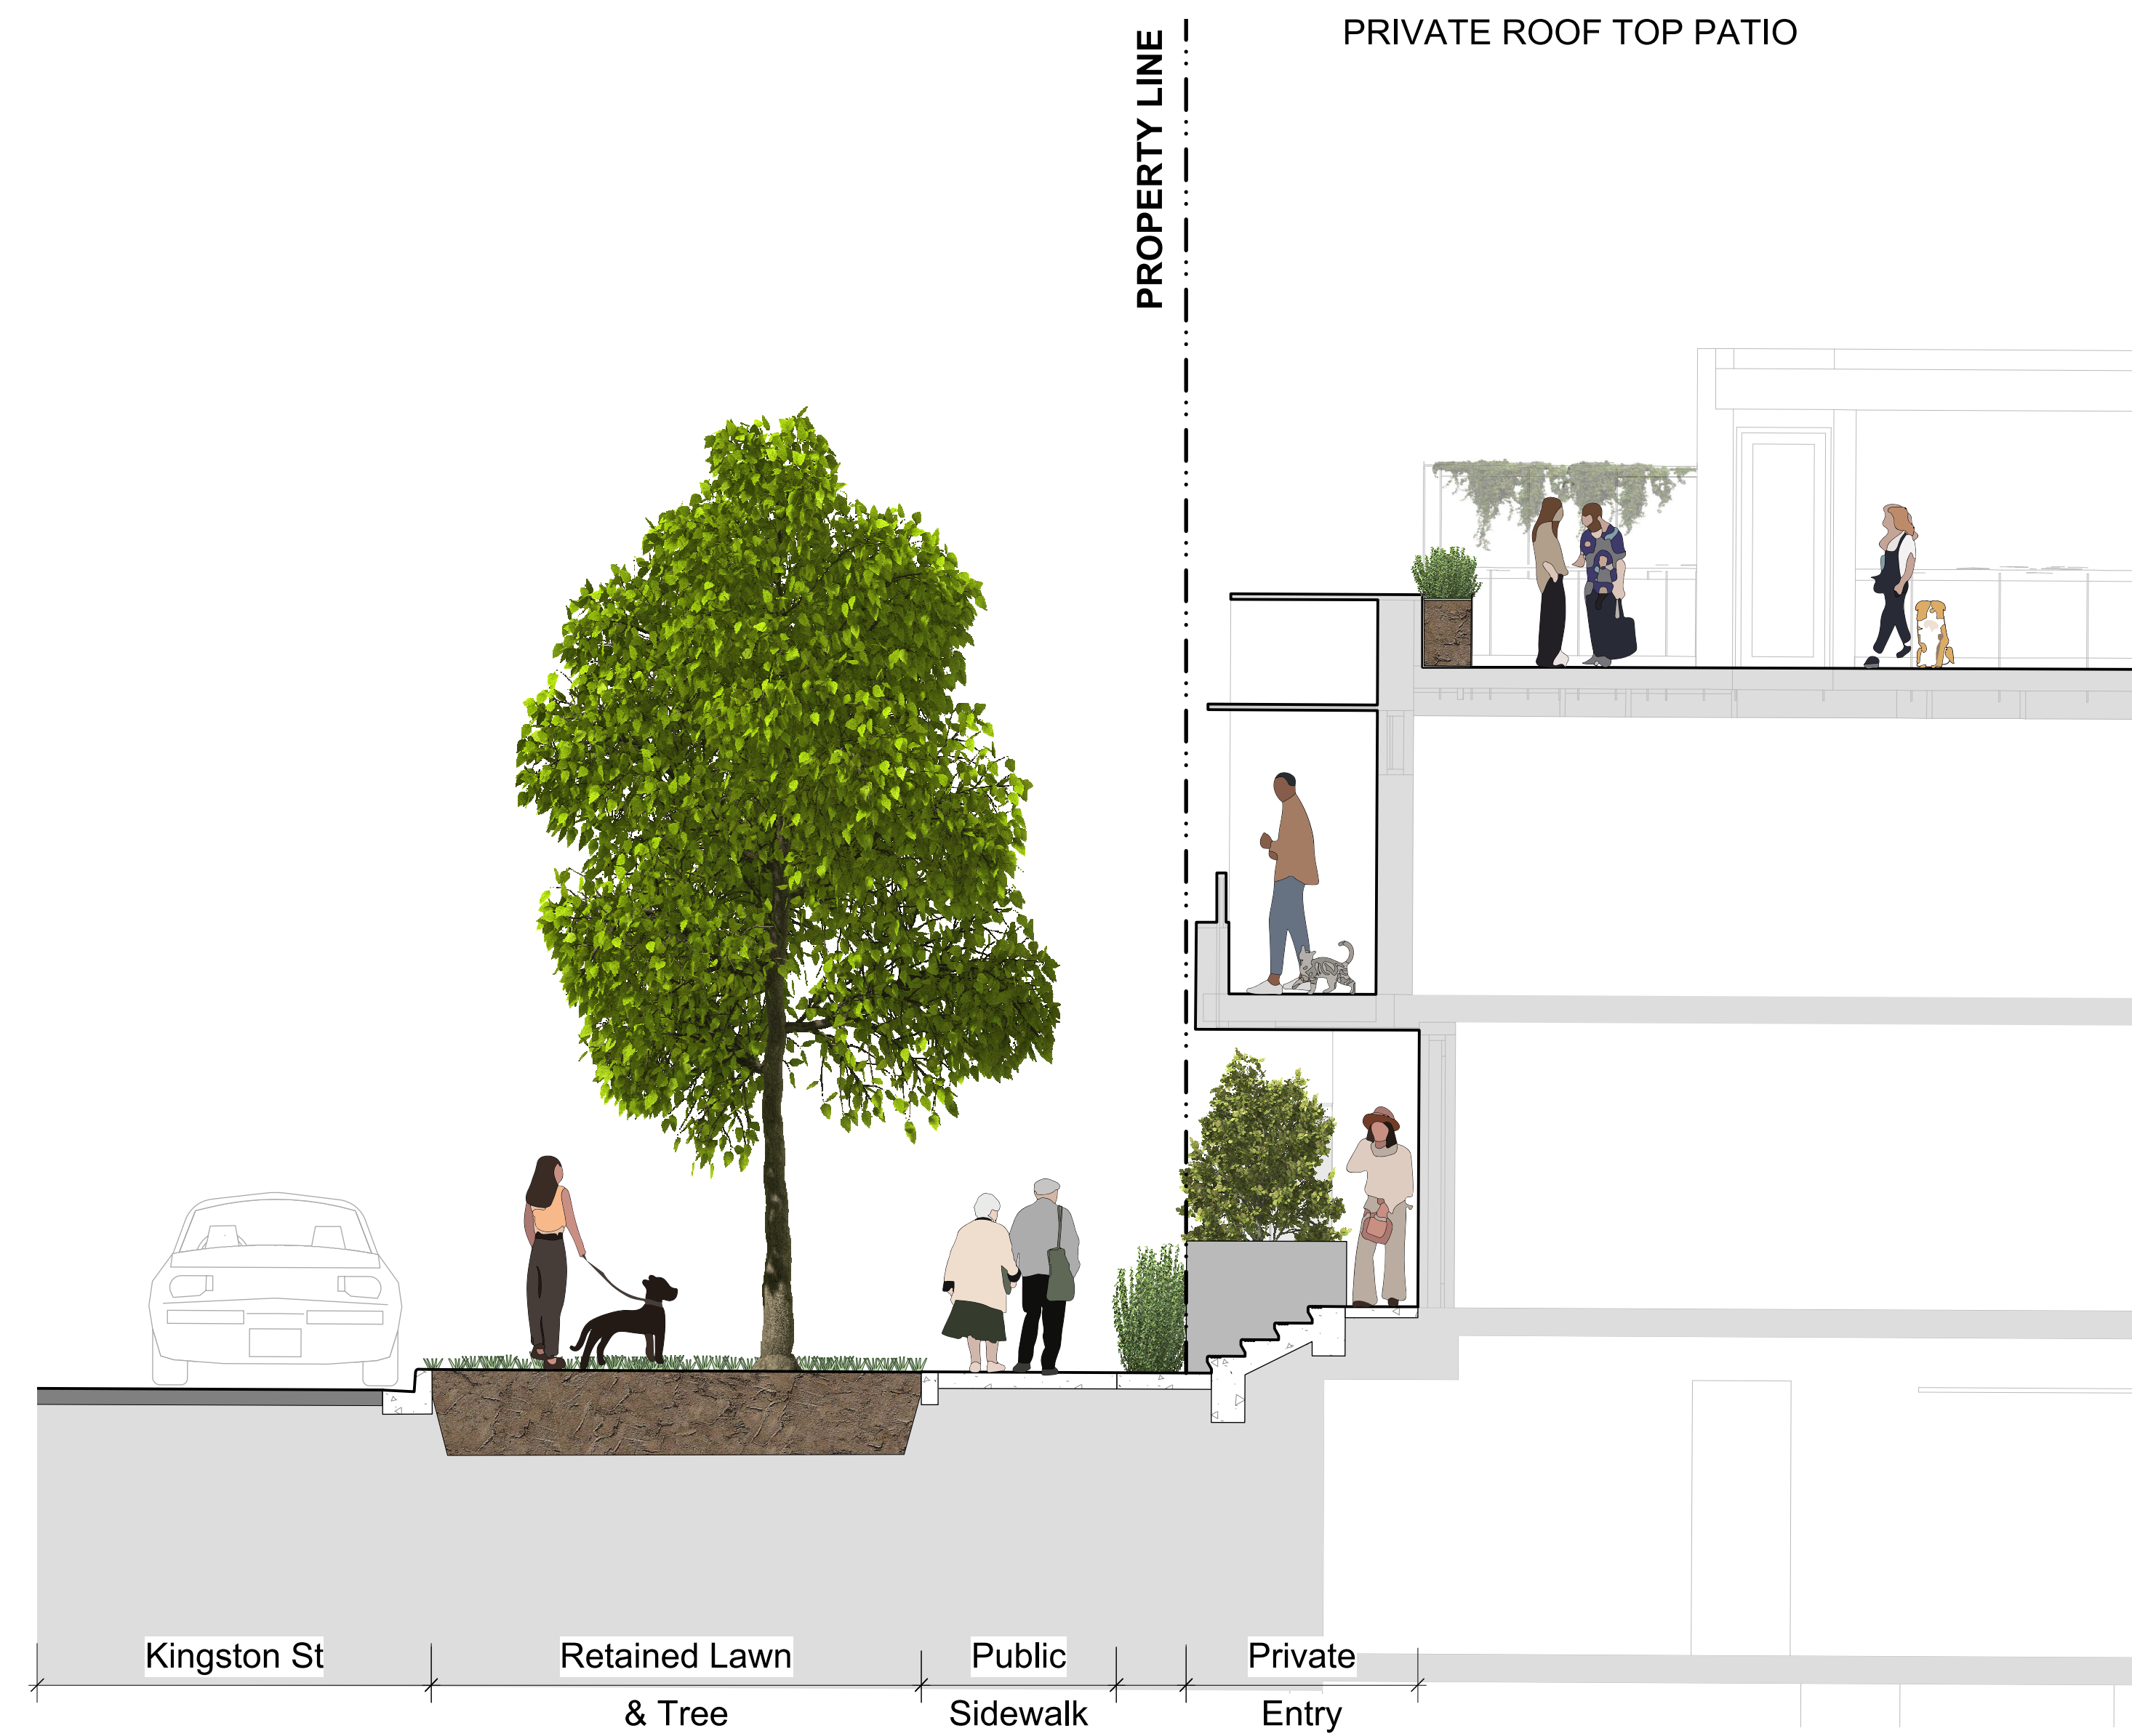 PRIVATE ROOF TOP PATIO
PROPERTY LINE
Kingston St
Retained Lawn
& Tree
Public
Sidewalk
Private
Entry